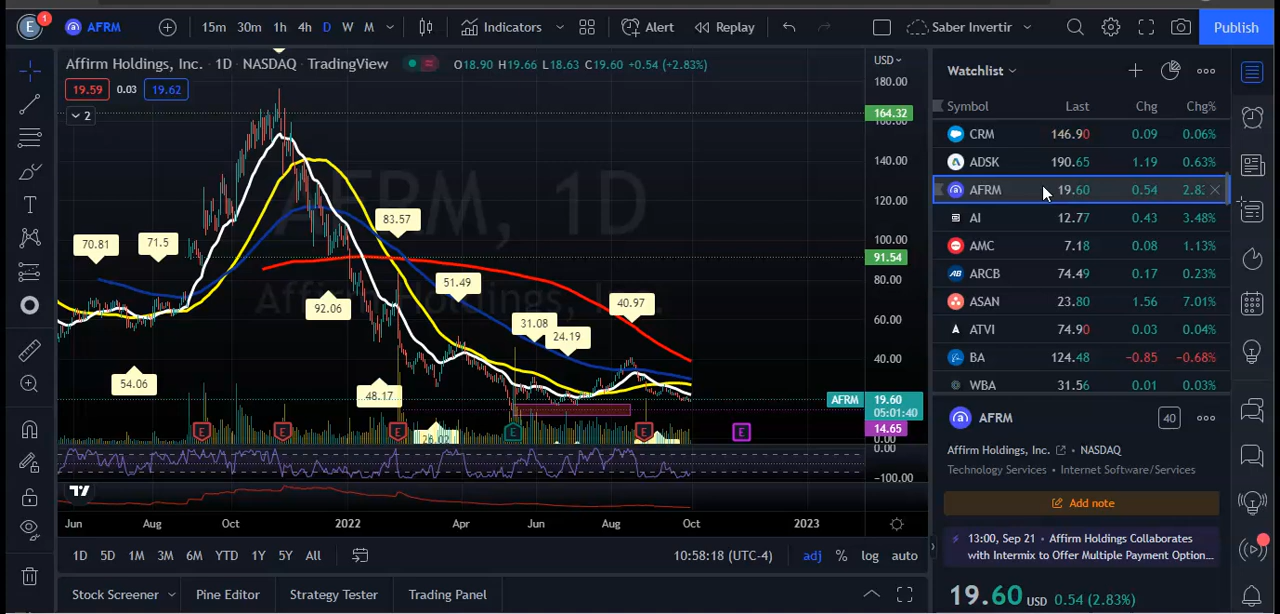 E 1 AFRM 15m 30m 1h 4h D W M Indicators Alert Replay Saber Invertir Publish
Affirm Holdings, Inc. · 1D · NASDAQ · TradingView O18.90 H19.66 L18.63 C19.60 +0.54 (+2.83%)
19.59 0.03 19.62
2
USD
180.00
164.32
140.00
120.00
100.00
91.54
80.00
60.00
40.00
AFRM 19.60
05:01:40
14.65
0.00
0.00
−100.00
AFRM, 1D
Affirm Holdings, Inc.
70.81
71.5
54.06
92.06
83.57
48.17
51.49
31.08
24.19
40.97
E E E E E E
Jun Aug Oct 2022 Apr Jun Aug Oct 2023
1D 5D 1M 3M 6M YTD 1Y 5Y All 10:58:18 (UTC-4) adj % log auto
Stock Screener Pine Editor Strategy Tester Trading Panel
Watchlist
Symbol Last Chg Chg%
CRM 146.90 0.09 0.06%
ADSK 190.65 1.19 0.63%
AFRM 19.60 0.54 2.8
AI 12.77 0.43 3.48%
AMC 7.18 0.08 1.13%
ARCB 74.49 0.17 0.23%
ASAN 23.80 1.56 7.01%
ATVI 74.90 0.03 0.04%
BA 124.48 −0.85 −0.68%
WBA 31.56 0.01 0.03%
AFRM 40
Affirm Holdings, Inc. • NASDAQ
Technology Services • Internet Software/Services
Add note
13:00, Sep 21 • Affirm Holdings Collaborates
with Intermix to Offer Multiple Payment Option...
19.60 USD 0.54 (2.83%)